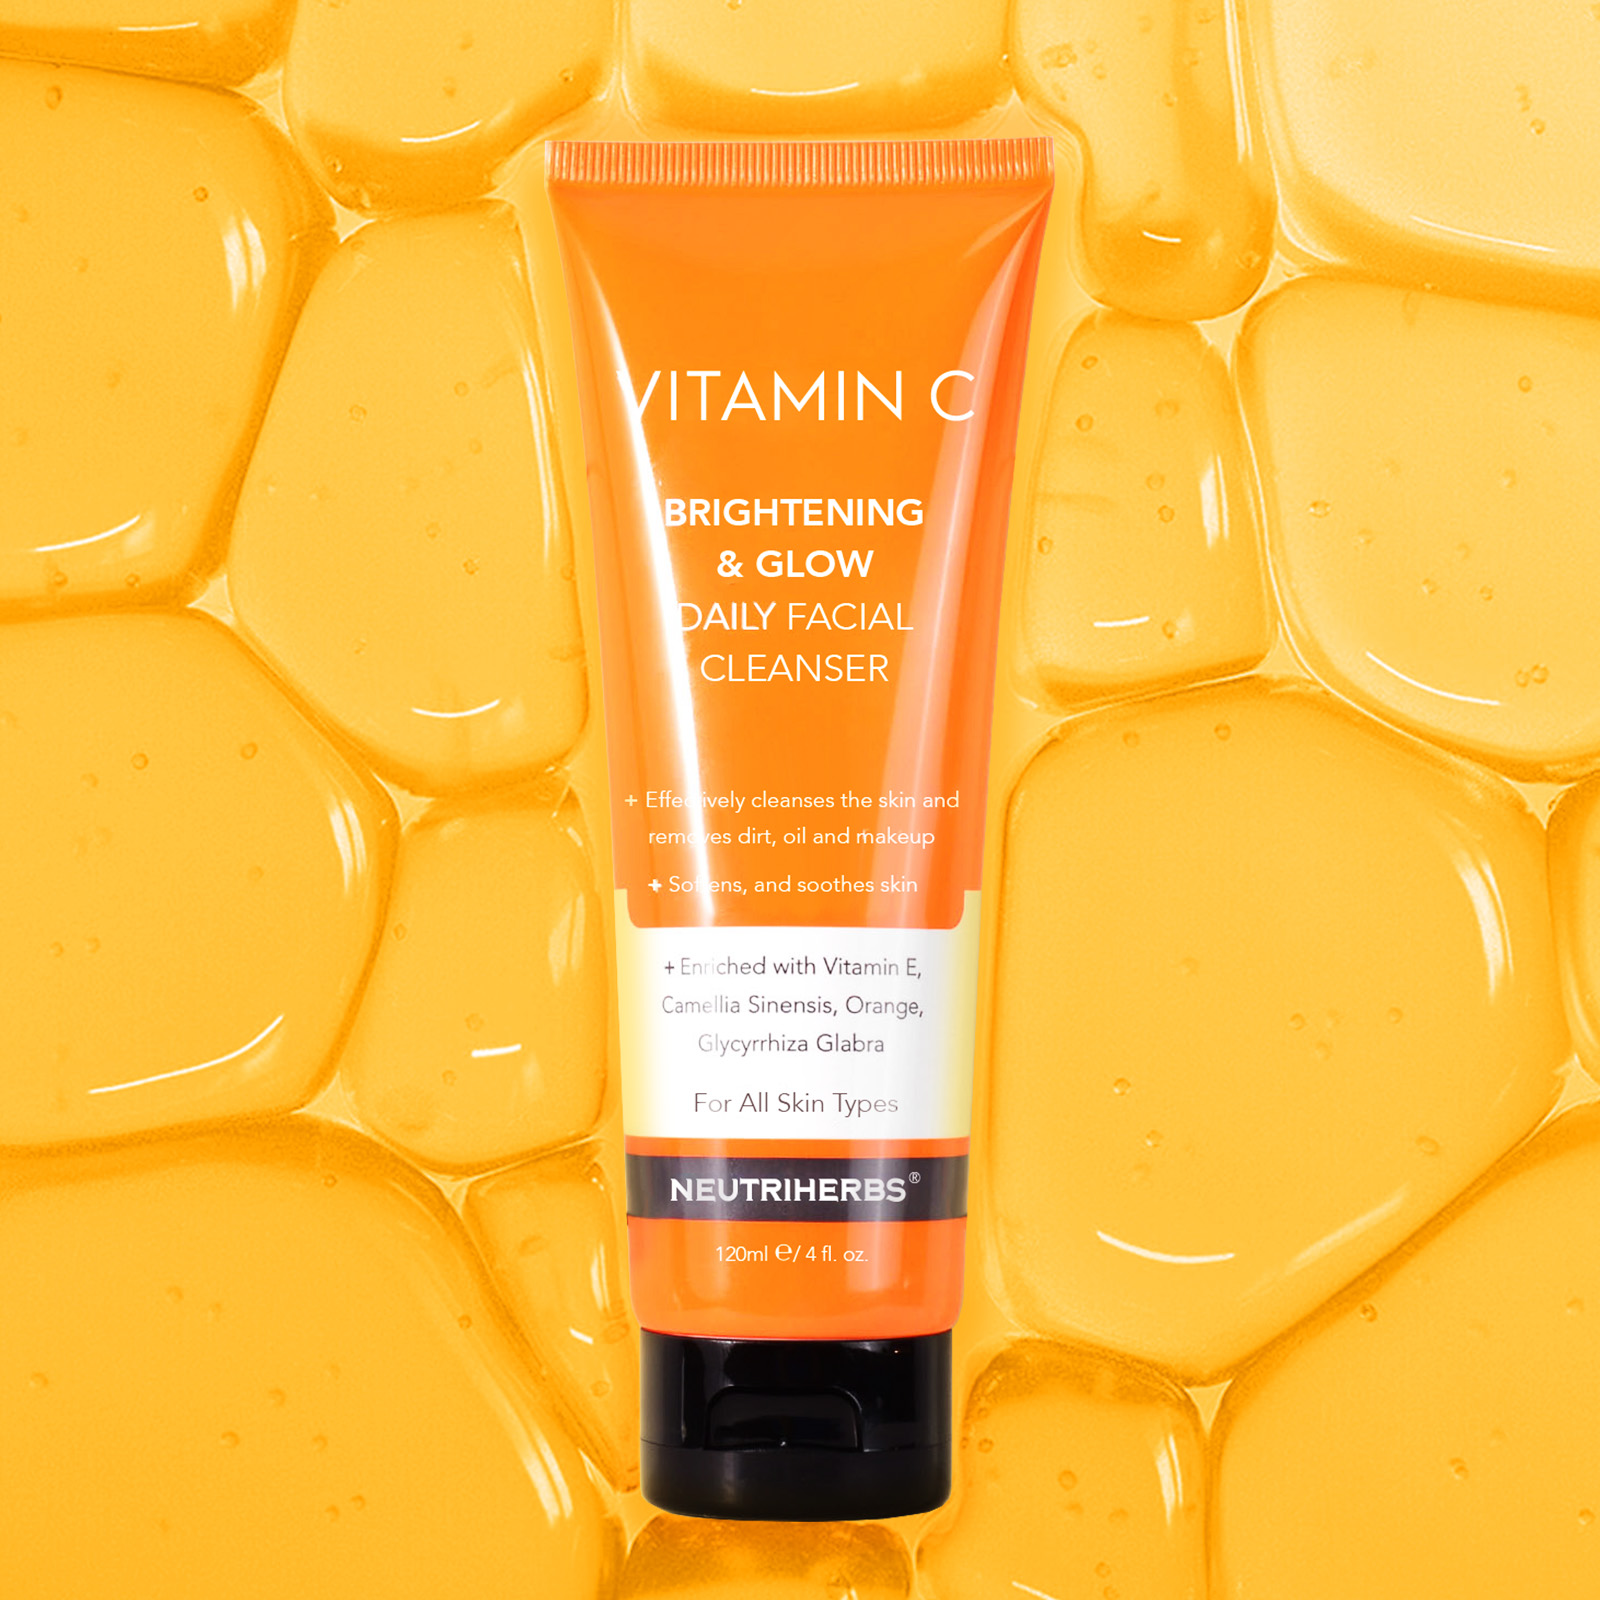 VITAMIN C
BRIGHTENING
& GLOW
DAILY FACIAL
CLEANSER
+ Effectively cleanses the skin and
removes dirt, oil and makeup
+ Softens, and soothes skin
+ Enriched with Vitamin E,
Camellia Sinensis, Orange,
Glycyrrhiza Glabra
For All Skin Types
NEUTRIHERBS®
120ml ℮/ 4 fl. oz.